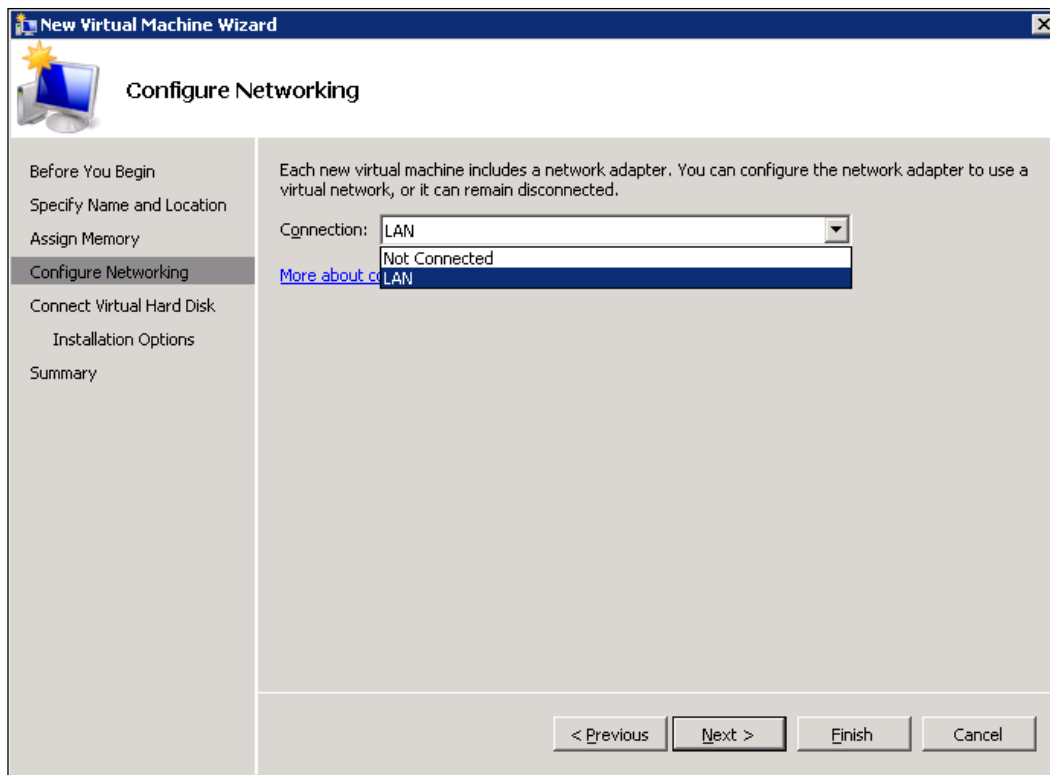 New Virtual Machine Wizard
Configure Networking
Before You Begin
Specify Name and Location
Assign Memory
Configure Networking
Connect Virtual Hard Disk
Installation Options
Summary
Each new virtual machine includes a network adapter. You can configure the network adapter to use a
virtual network, or it can remain disconnected.
Connection: LAN
Not Connected
More about c
LAN
< Previous
Next >
Finish
Cancel